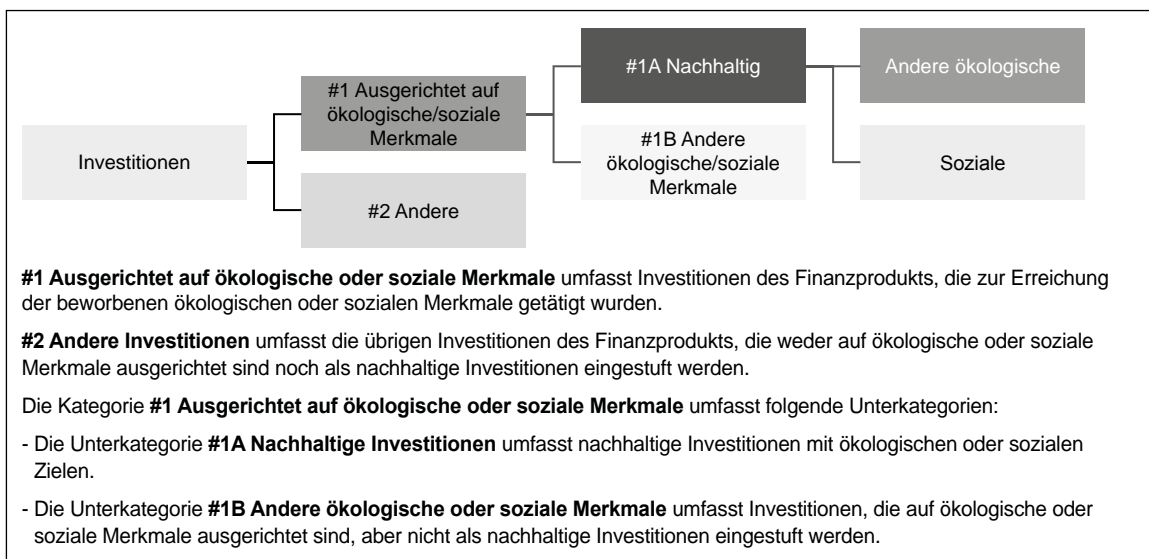 #1A Nachhaltig
Andere ökologische
#1 Ausgerichtet auf
ökologische/soziale
Merkmale
Investitionen
#1B Andere
ökologische/soziale
Merkmale
Soziale
#2 Andere
#1 Ausgerichtet auf ökologische oder soziale Merkmale umfasst Investitionen des Finanzprodukts, die zur Erreichung
der beworbenen ökologischen oder sozialen Merkmale getätigt wurden.
#2 Andere Investitionen umfasst die übrigen Investitionen des Finanzprodukts, die weder auf ökologische oder soziale
Merkmale ausgerichtet sind noch als nachhaltige Investitionen eingestuft werden.
Die Kategorie #1 Ausgerichtet auf ökologische oder soziale Merkmale umfasst folgende Unterkategorien:
- Die Unterkategorie #1A Nachhaltige Investitionen umfasst nachhaltige Investitionen mit ökologischen oder sozialen
Zielen.
- Die Unterkategorie #1B Andere ökologische oder soziale Merkmale umfasst Investitionen, die auf ökologische oder
soziale Merkmale ausgerichtet sind, aber nicht als nachhaltige Investitionen eingestuft werden.